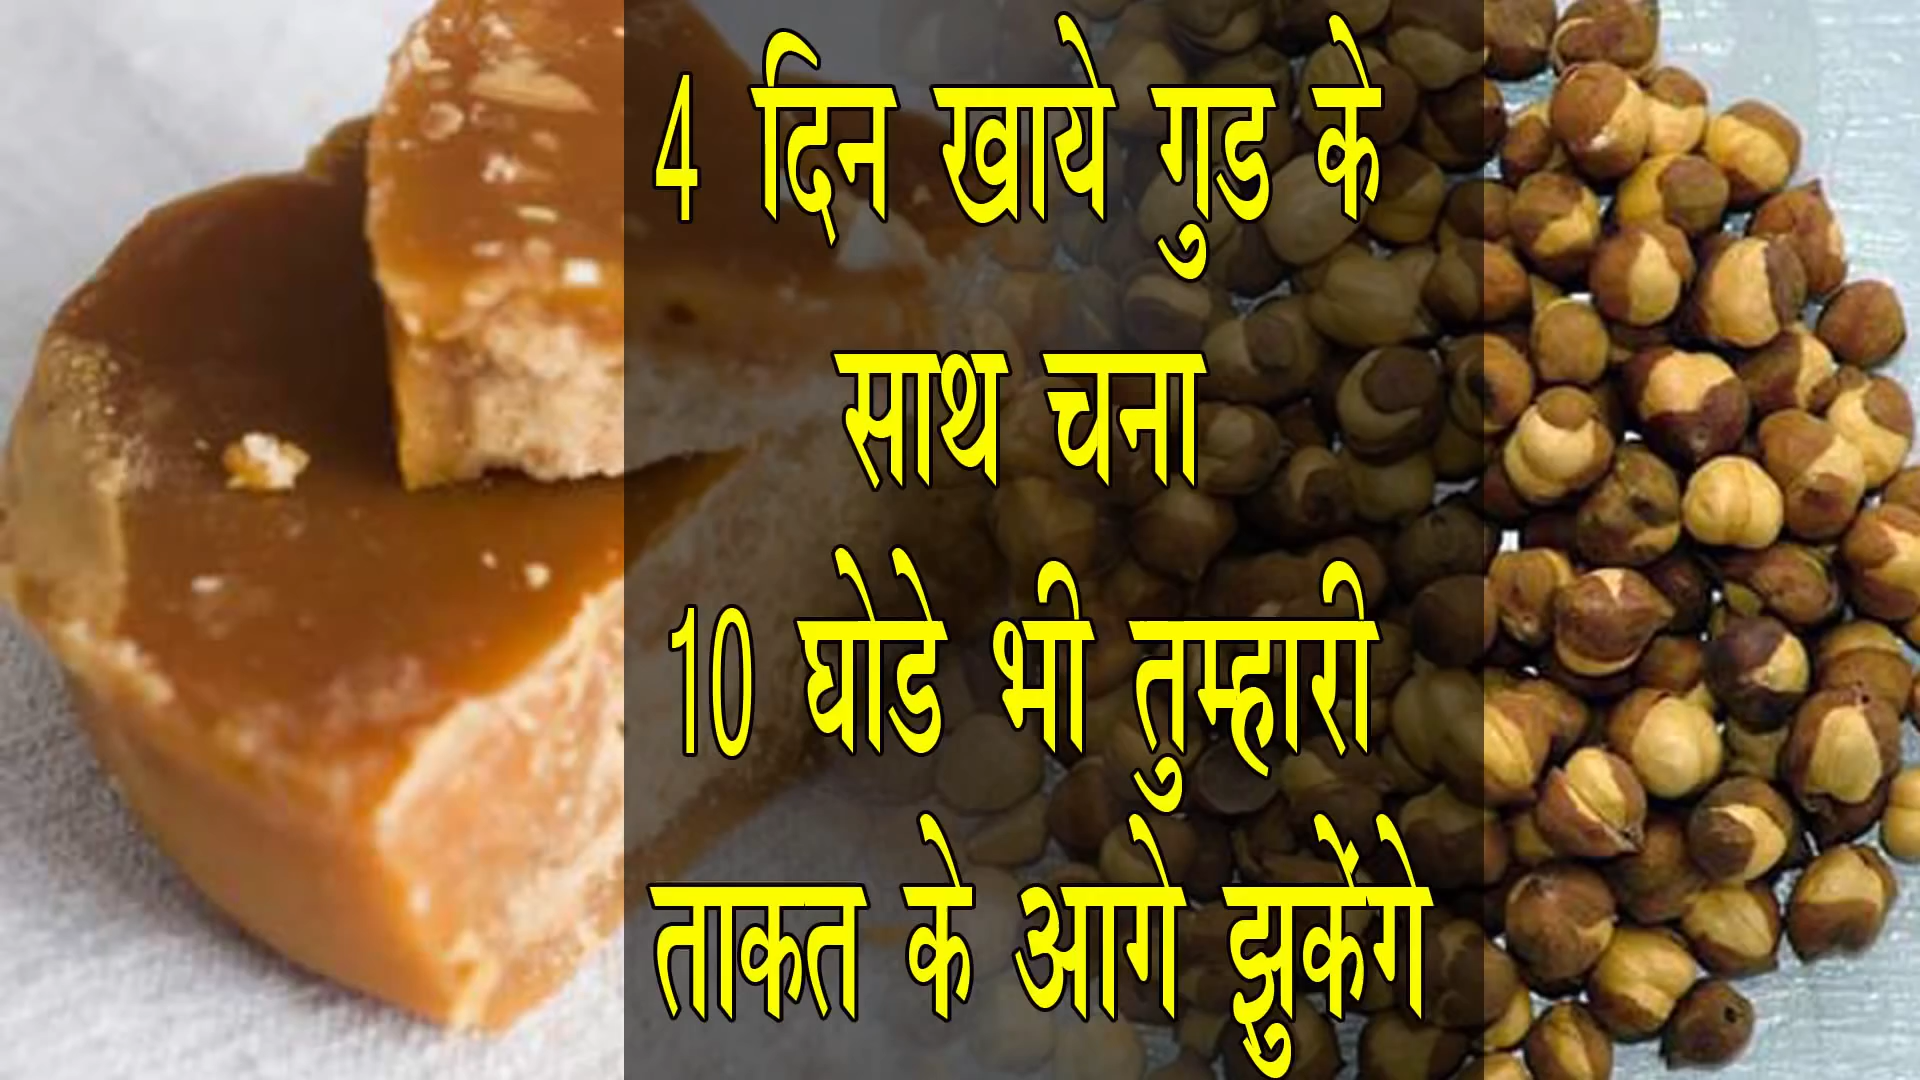 4 दिन खाये गुड के
साथ चना
10 घोडे भी तुम्हारी
ताकत के आगे झुकेंगे